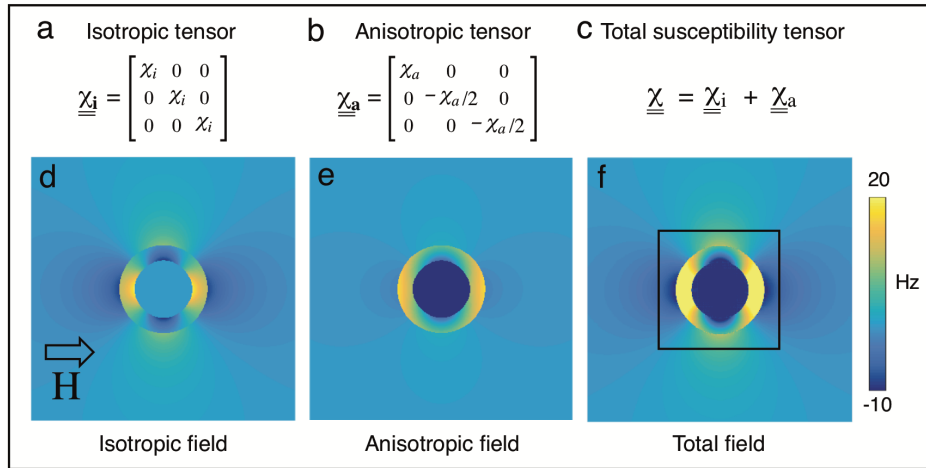 a Isotropic tensor
b Anisotropic tensor
c Total susceptibility tensor
χi = [ χi 0 0
0 χi 0
0 0 χi ]
χa = [ χa 0 0
0 −χa/2 0
0 0 −χa/2 ]
χ = χi + χa
d
e
f
20
Hz
-10
H
Isotropic field
Anisotropic field
Total field